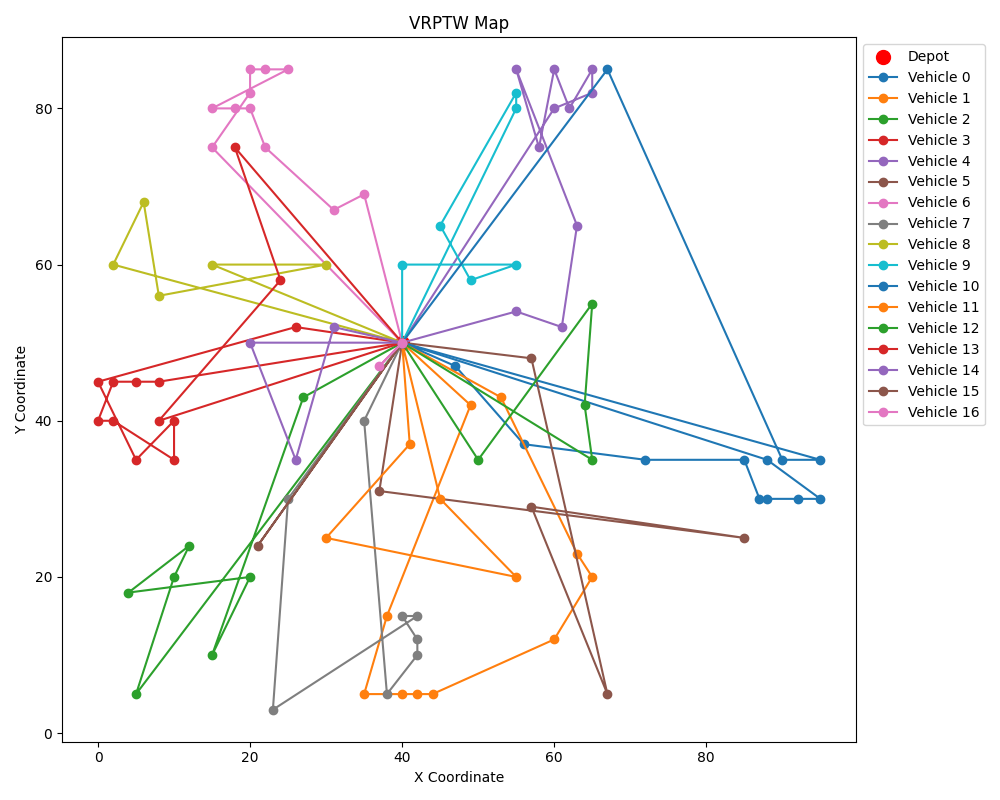 VRPTW Map
Y Coordinate
80
60
40
20
0
0 20 40 60 80
X Coordinate
Depot
Vehicle 0
Vehicle 1
Vehicle 2
Vehicle 3
Vehicle 4
Vehicle 5
Vehicle 6
Vehicle 7
Vehicle 8
Vehicle 9
Vehicle 10
Vehicle 11
Vehicle 12
Vehicle 13
Vehicle 14
Vehicle 15
Vehicle 16